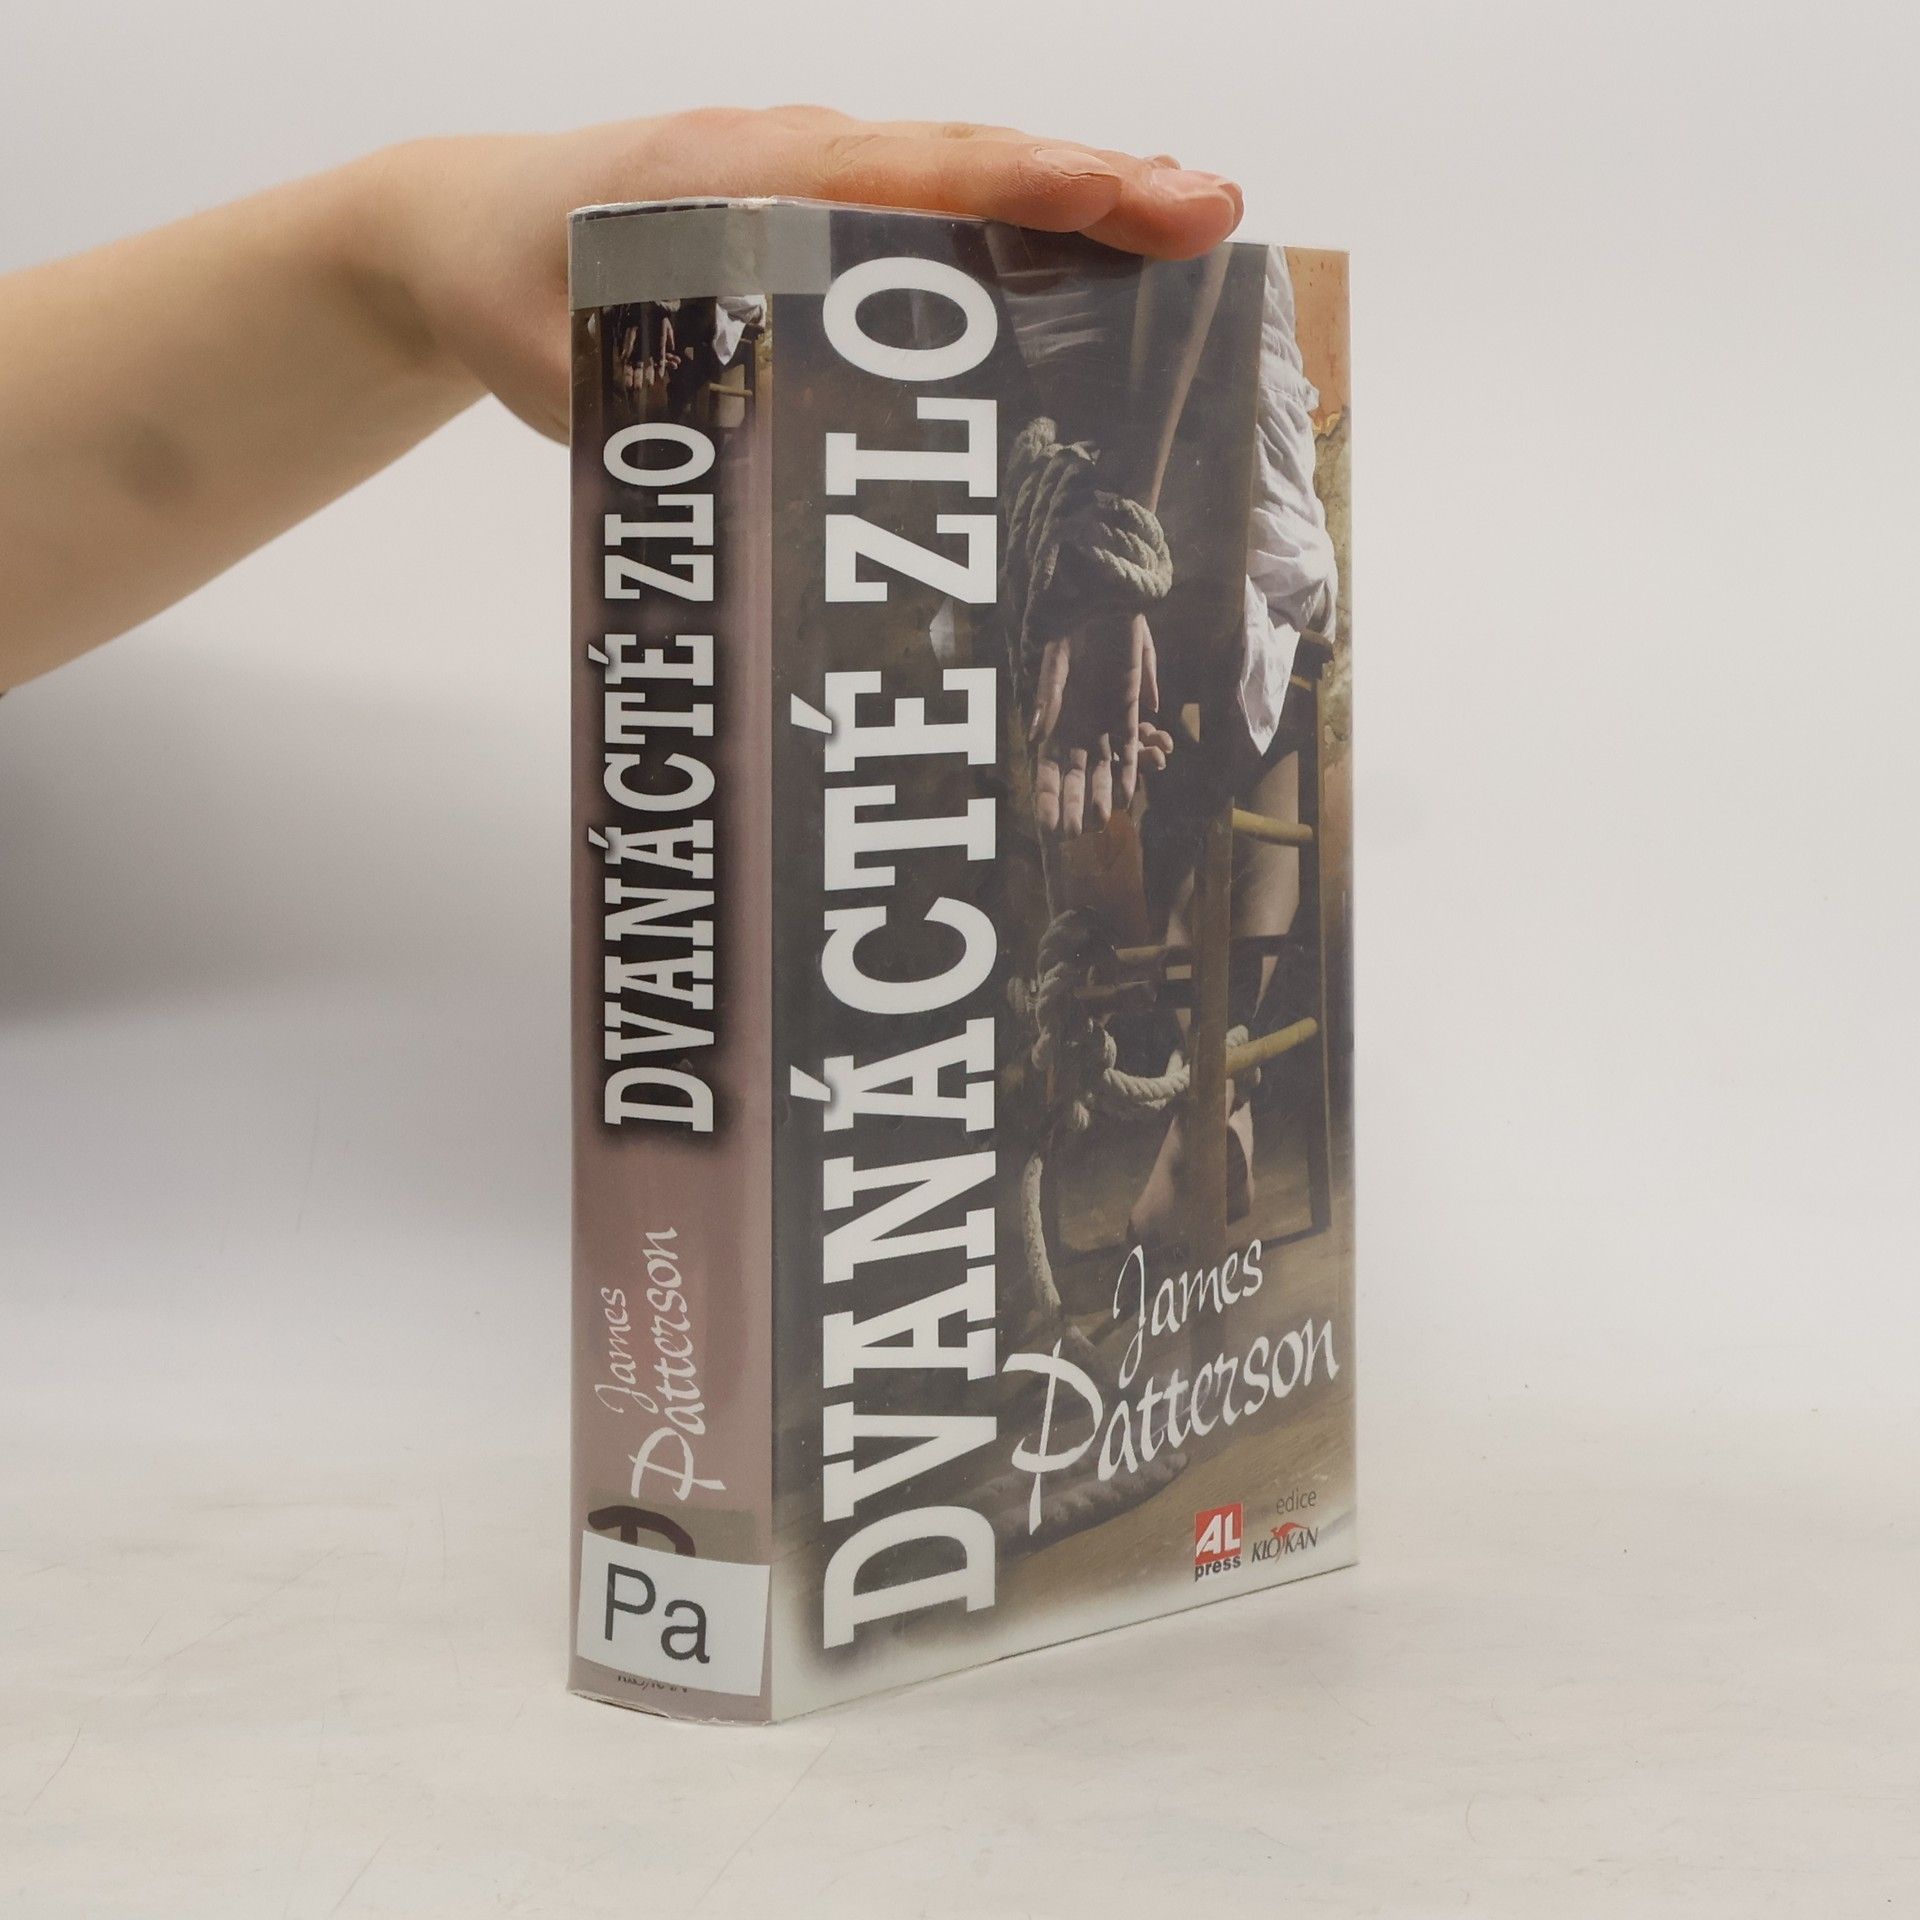 DVANÁCTÉ ZLO
James
Patterson
Pa
DVANÁCTÉ ZLO
James
Patterson
AL
press
edice
KLOKAN